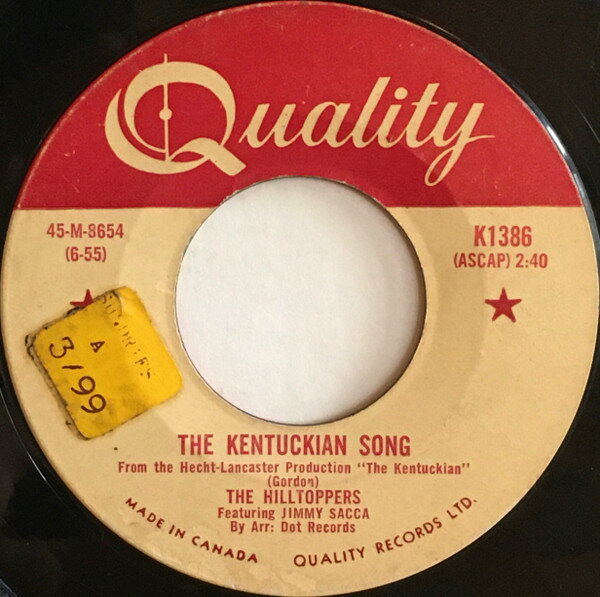 Quality
45-M-8654
(6-55)
K1386
(ASCAP) 2:40
SUNDRIES
A
3/99
THE KENTUCKIAN SONG
From the Hecht-Lancaster Production "The Kentuckian"
(Gordon)
THE HILLTOPPERS
Featuring JIMMY SACCA
By Arr: Dot Records
MADE IN CANADA QUALITY RECORDS LTD.